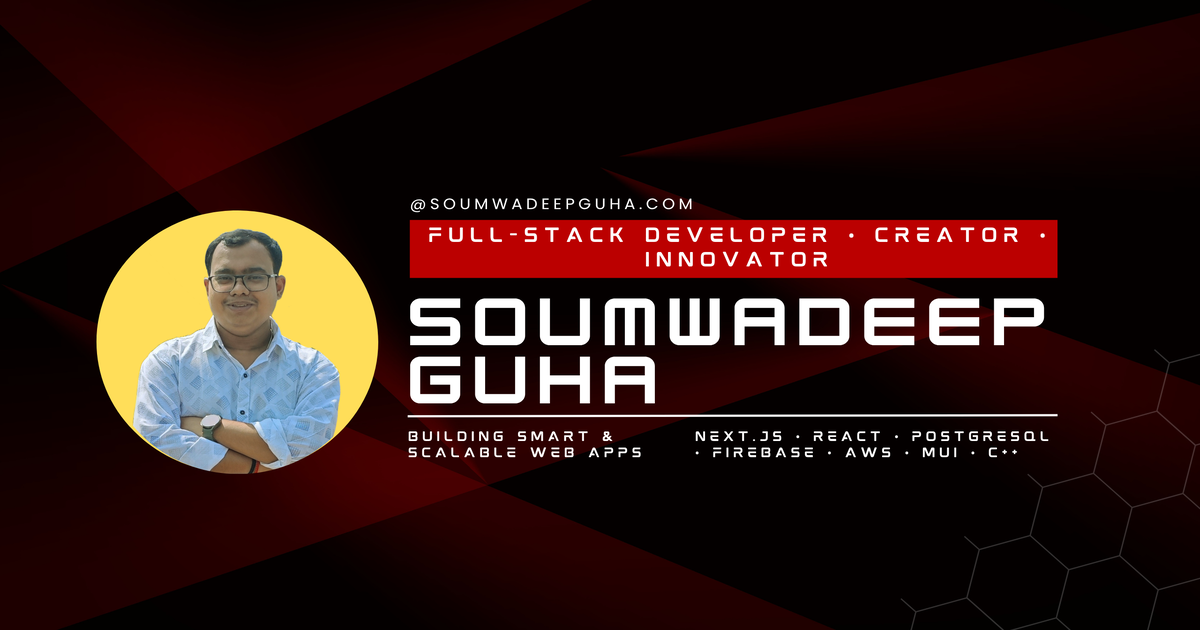 @SOUMWADEEPGUHA.COM
FULL-STACK DEVELOPER • CREATOR •
INNOVATOR
SOUMWADEEP
GUHA
BUILDING SMART &
SCALABLE WEB APPS
NEXT.JS • REACT • POSTGRESQL
• FIREBASE • AWS • MUI • C++